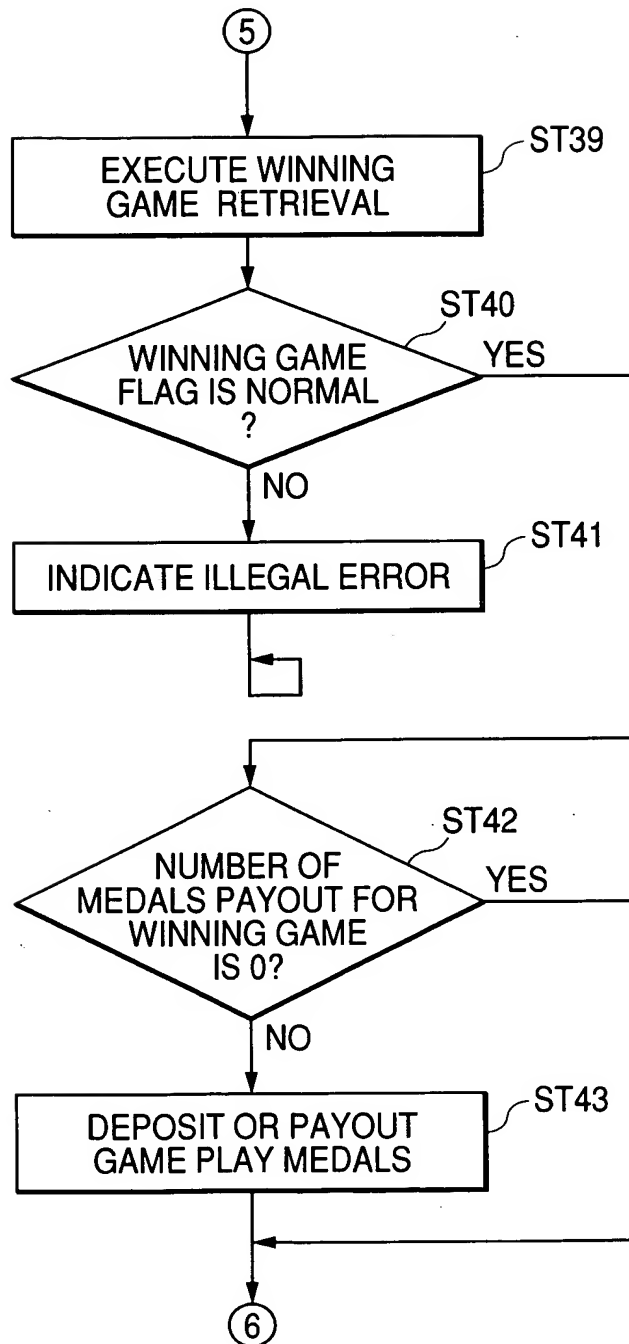 5
ST39
EXECUTE WINNING
GAME RETRIEVAL
ST40
WINNING GAME
FLAG IS NORMAL
?
YES
NO
ST41
INDICATE ILLEGAL ERROR
ST42
NUMBER OF
MEDALS PAYOUT FOR
WINNING GAME
IS 0?
YES
NO
ST43
DEPOSIT OR PAYOUT
GAME PLAY MEDALS
6